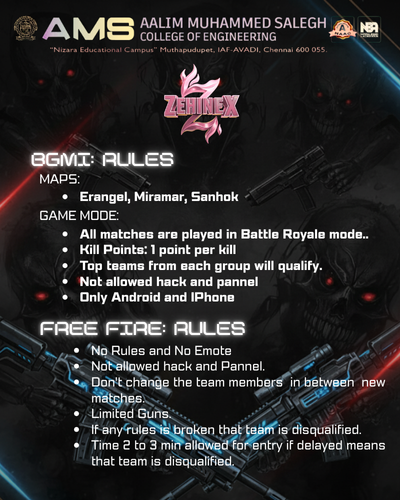 AMS AALIM MUHAMMED SALEGH
COLLEGE OF ENGINEERING
"Nizara Educational Campus" Muthapudupet, IAF-AVADI, Chennai 600 055.
ZEHINEX
BGMI: RULES
MAPS:
Erangel, Miramar, Sanhok
GAME MODE:
All matches are played in Battle Royale mode..
Kill Points: 1 point per kill
Top teams from each group will qualify.
Not allowed hack and pannel
Only Android and IPhone
FREE FIRE: RULES
No Rules and No Emote
Not allowed hack and Pannel.
Don't change the team members in between new
matches.
Limited Guns.
If any rules is broken that team is disqualified.
Time 2 to 3 min allowed for entry if delayed means
that team is disqualified.